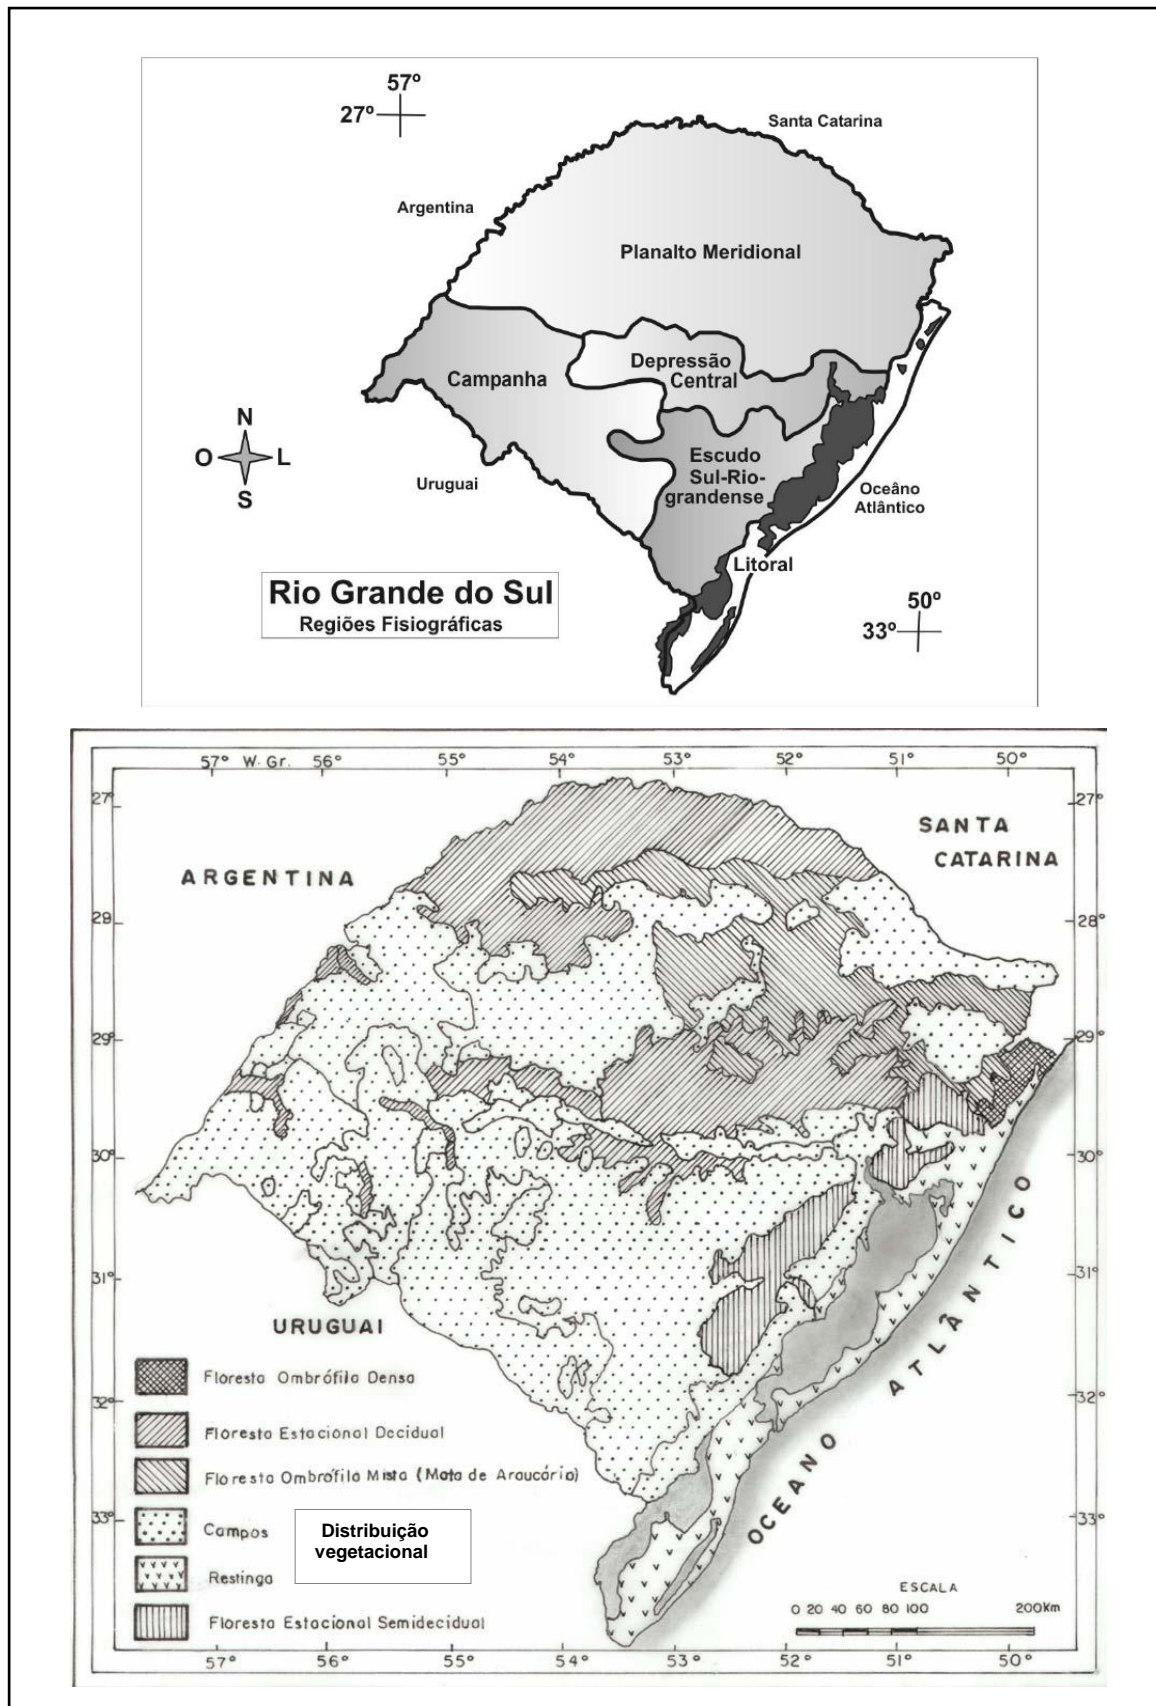 57º
27º
Santa Catarina
Argentina
Planalto Meridional
Depressão
Central
Campanha
N
O L
S
Escudo
Sul-Rio-
grandense
Uruguai
Oceâno
Atlântico
Litoral
Rio Grande do Sul
Regiões Fisiográficas
50º
33º
57° W. Gr. 56° 55° 54° 53° 52° 51° 50°
27° 27°
SANTA
CATARINA
ARGENTINA
28° 28°
29° 29°
30° 30°
31° 31°
URUGUAI
OCEANO ATLÂNTICO
Floresta Ombrófila Densa
32° 32°
Floresta Estacional Decidual
Floresta Ombrófila Mista (Mata de Araucária)
33° 33°
Campos
Distribuição
vegetacional
Restinga
Floresta Estacional Semidecidual
ESCALA
0 20 40 60 80 100 200Km
57° 56° 55° 54° 53° 52° 51° 50°